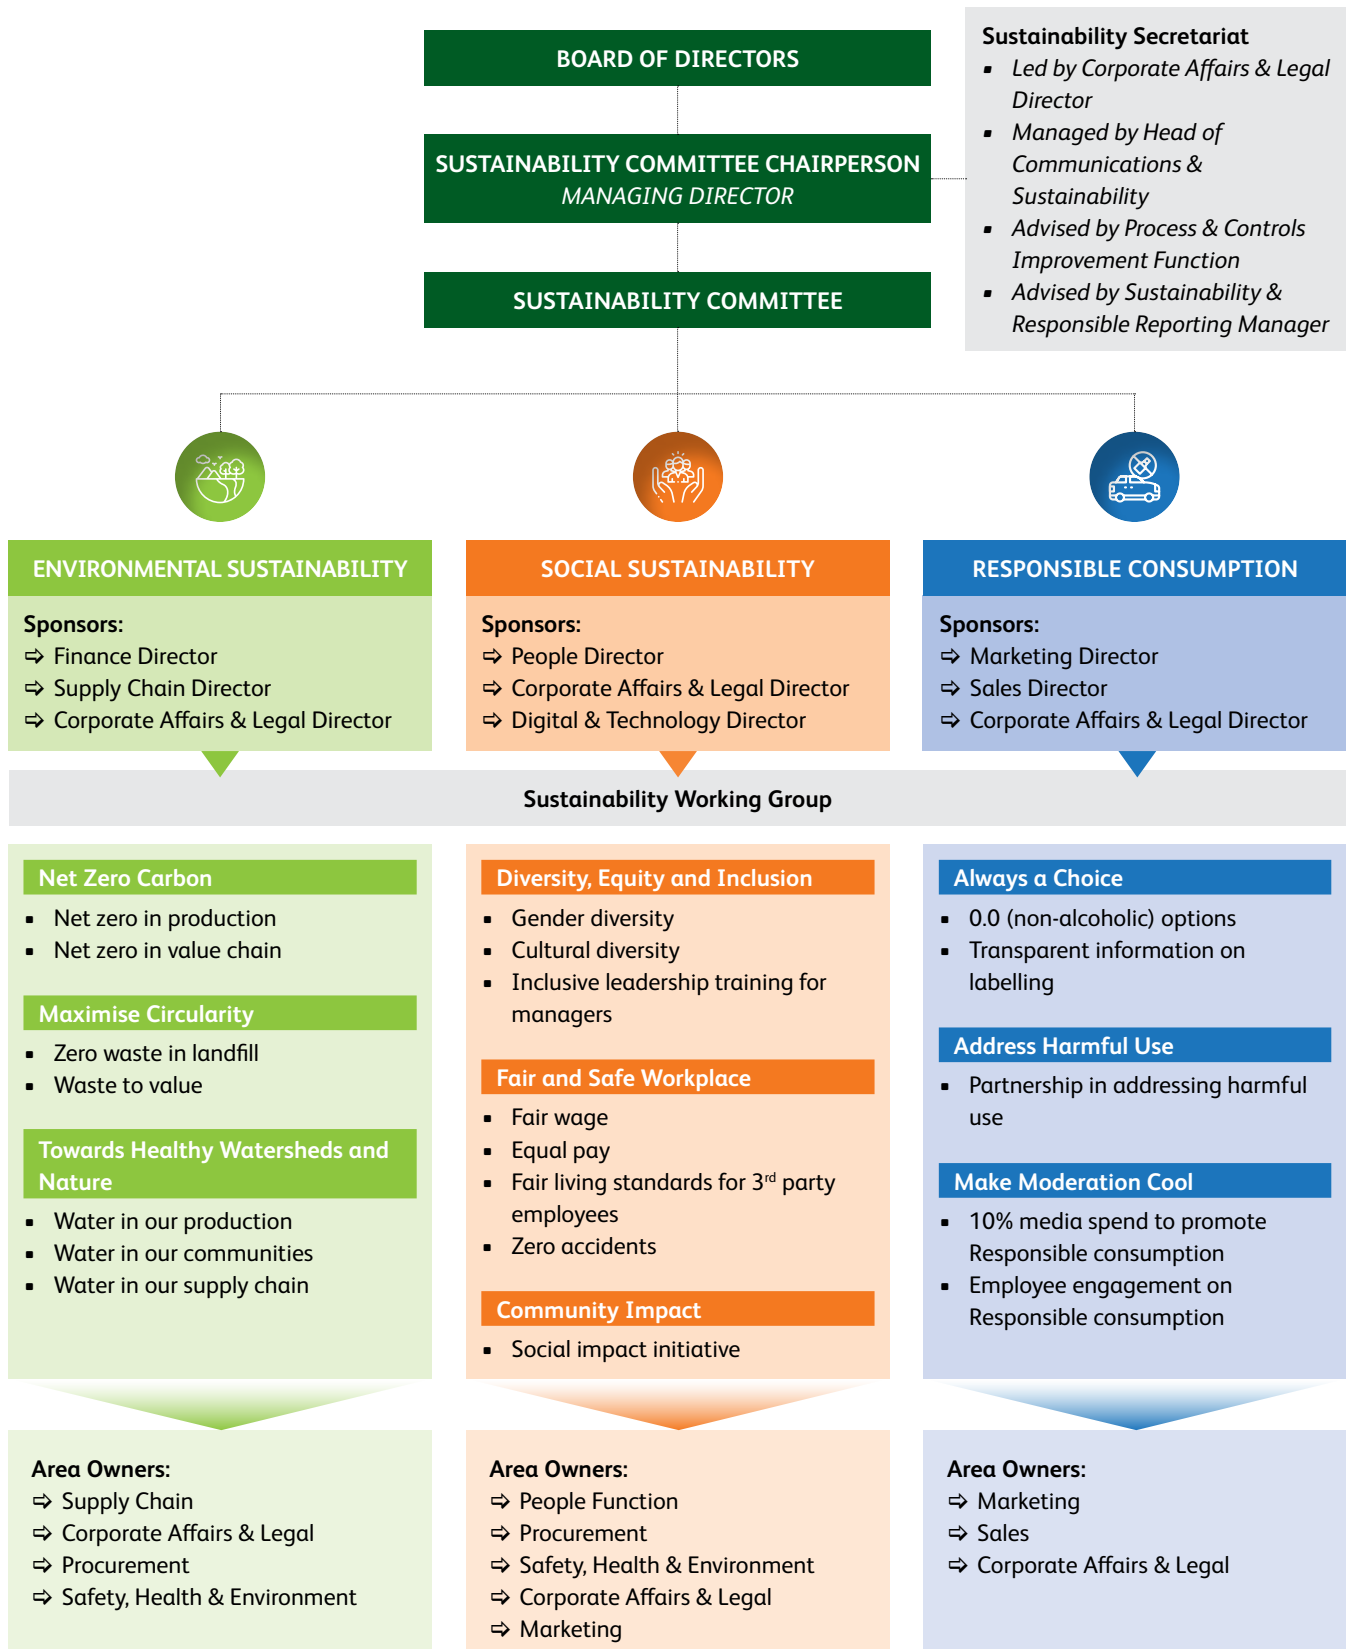 BOARD OF DIRECTORS
SUSTAINABILITY COMMITTEE CHAIRPERSON
MANAGING DIRECTOR
SUSTAINABILITY COMMITTEE
Sustainability Secretariat
▪ Led by Corporate Affairs & Legal
Director
▪ Managed by Head of
Communications &
Sustainability
▪ Advised by Process & Controls
Improvement Function
▪ Advised by Sustainability &
Responsible Reporting Manager
ENVIRONMENTAL SUSTAINABILITY
Sponsors:
➩ Finance Director
➩ Supply Chain Director
➩ Corporate Affairs & Legal Director
SOCIAL SUSTAINABILITY
Sponsors:
➩ People Director
➩ Corporate Affairs & Legal Director
➩ Digital & Technology Director
RESPONSIBLE CONSUMPTION
Sponsors:
➩ Marketing Director
➩ Sales Director
➩ Corporate Affairs & Legal Director
Sustainability Working Group
Net Zero Carbon
▪ Net zero in production
▪ Net zero in value chain
Maximise Circularity
▪ Zero waste in landfill
▪ Waste to value
Towards Healthy Watersheds and
Nature
▪ Water in our production
▪ Water in our communities
▪ Water in our supply chain
Diversity, Equity and Inclusion
▪ Gender diversity
▪ Cultural diversity
▪ Inclusive leadership training for
managers
Fair and Safe Workplace
▪ Fair wage
▪ Equal pay
▪ Fair living standards for 3rd party
employees
▪ Zero accidents
Community Impact
▪ Social impact initiative
Always a Choice
▪ 0.0 (non-alcoholic) options
▪ Transparent information on
labelling
Address Harmful Use
▪ Partnership in addressing harmful
use
Make Moderation Cool
▪ 10% media spend to promote
Responsible consumption
▪ Employee engagement on
Responsible consumption
Area Owners:
➩ Supply Chain
➩ Corporate Affairs & Legal
➩ Procurement
➩ Safety, Health & Environment
Area Owners:
➩ People Function
➩ Procurement
➩ Safety, Health & Environment
➩ Corporate Affairs & Legal
➩ Marketing
Area Owners:
➩ Marketing
➩ Sales
➩ Corporate Affairs & Legal